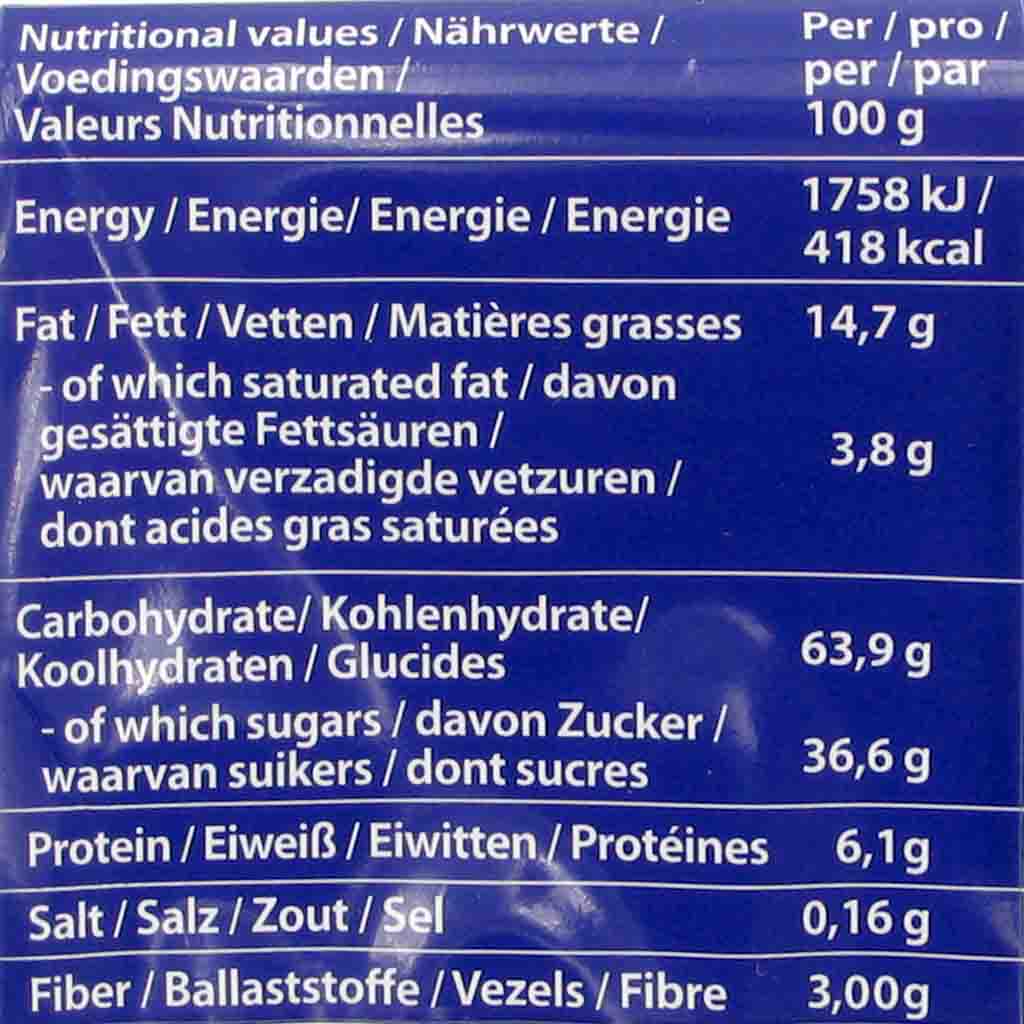 Nutritional values / Nährwerte / Per / pro /
Voedingswaarden / per / par
Valeurs Nutritionnelles 100 g
Energy / Energie/ Energie / Energie 1758 kJ /
418 kcal
Fat / Fett / Vetten / Matières grasses 14,7 g
- of which saturated fat / davon
gesättigte Fettsäuren / 3,8 g
waarvan verzadigde vetzuren /
dont acides gras saturées
Carbohydrate/ Kohlenhydrate/
Koolhydraten / Glucides 63,9 g
- of which sugars / davon Zucker /
waarvan suikers / dont sucres 36,6 g
Protein / Eiweiß / Eiwitten / Protéines 6,1g
Salt / Salz / Zout / Sel 0,16 g
Fiber / Ballaststoffe / Vezels / Fibre 3,00g